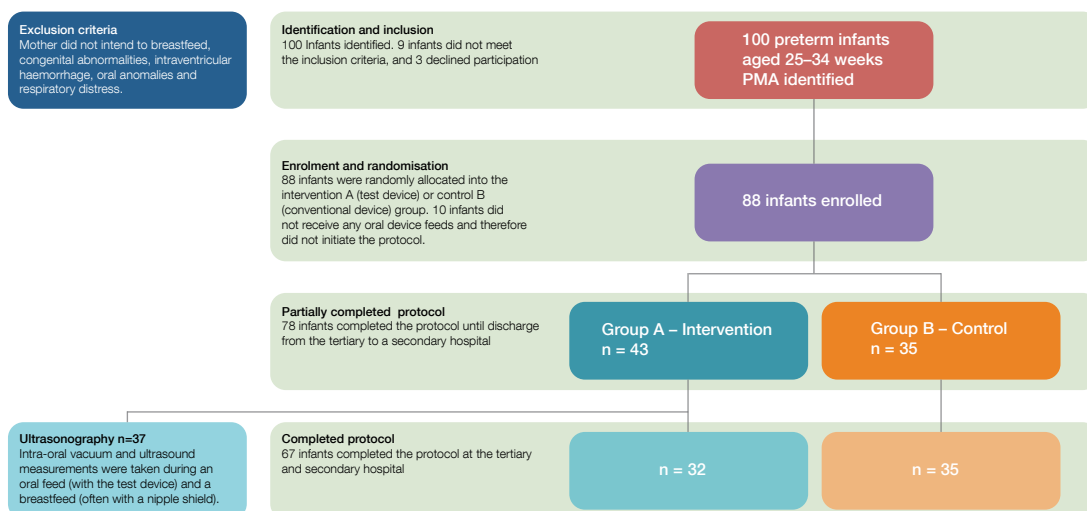 Exclusion criteria
Mother did not intend to breastfeed,
congenital abnormalities, intraventricular
haemorrhage, oral anomalies and
respiratory distress.
Identification and inclusion
100 Infants identified. 9 infants did not meet
the inclusion criteria, and 3 declined participation
100 preterm infants
aged 25–34 weeks
PMA identified
Enrolment and randomisation
88 infants were randomly allocated into the
intervention A (test device) or control B
(conventional device) group. 10 infants did
not receive any oral device feeds and therefore
did not initiate the protocol.
88 infants enrolled
Partially completed protocol
78 infants completed the protocol until discharge
from the tertiary to a secondary hospital
Group A – Intervention
n = 43
Group B – Control
n = 35
Ultrasonography n=37
Intra-oral vacuum and ultrasound
measurements were taken during an
oral feed (with the test device) and a
breastfeed (often with a nipple shield).
Completed protocol
67 infants completed the protocol at the tertiary
and secondary hospital
n = 32
n = 35